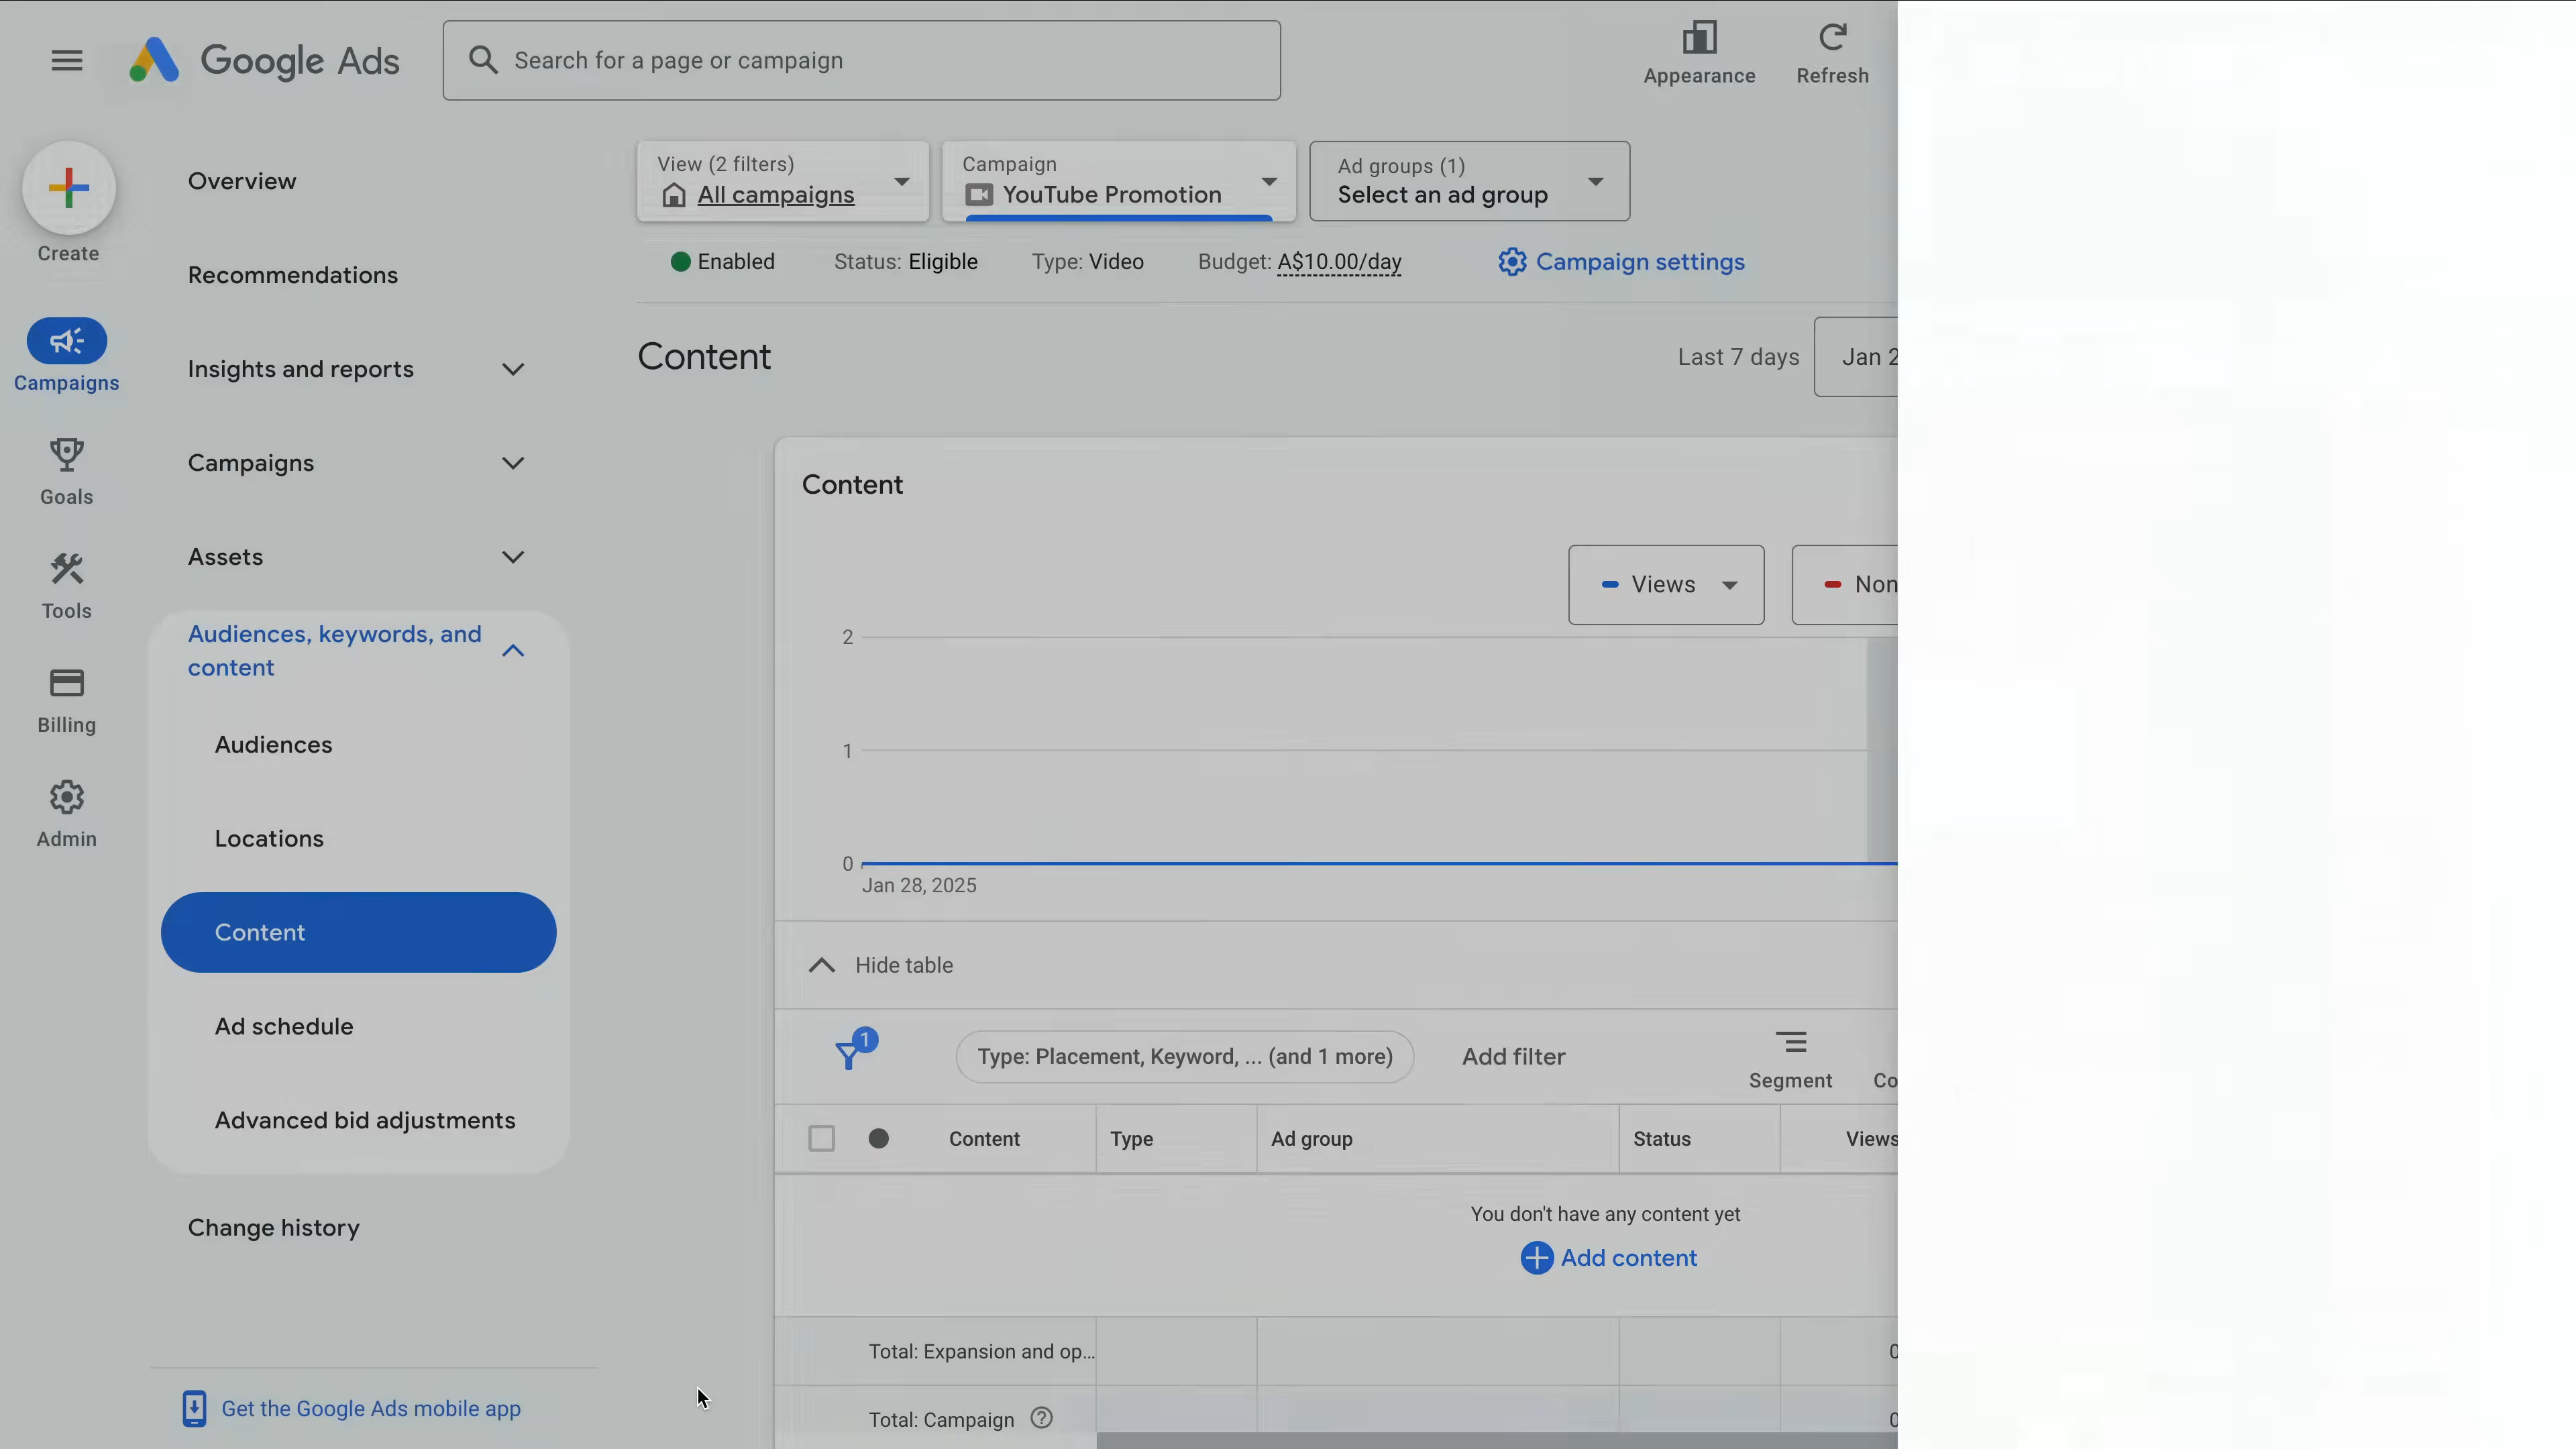 Google Ads
Search for a page or campaign
Appearance
Refresh
Create
Campaigns
Goals
Tools
Billing
Admin
Overview
Recommendations
Insights and reports
Campaigns
Assets
Audiences, keywords, and
content
Audiences
Locations
Content
Ad schedule
Advanced bid adjustments
Change history
Get the Google Ads mobile app
View (2 filters)
All campaigns
Campaign
YouTube Promotion
Ad groups (1)
Select an ad group
Enabled
Status: Eligible
Type: Video
Budget: A$10.00/day
Campaign settings
Content
Last 7 days
Jan 2
Content
Views
Non
2
1
0
Jan 28, 2025
Hide table
1
Type: Placement, Keyword, ... (and 1 more)
Add filter
Segment
Co
Content
Type
Ad group
Status
Views
You don't have any content yet
Add content
Total: Expansion and op...
0
Total: Campaign
0